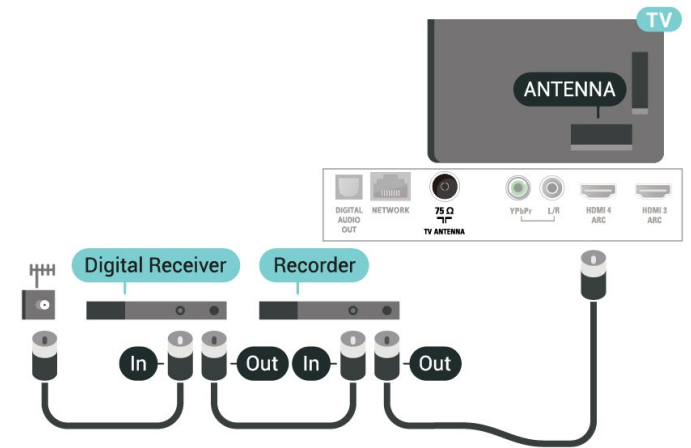 TV
ANTENNA
DIGITAL
AUDIO
OUT
NETWORK
75 Ω
TV ANTENNA
YPbPr
L/R
HDMI 4
ARC
HDMI 3
ARC
Digital Receiver
Recorder
In
Out
In
Out